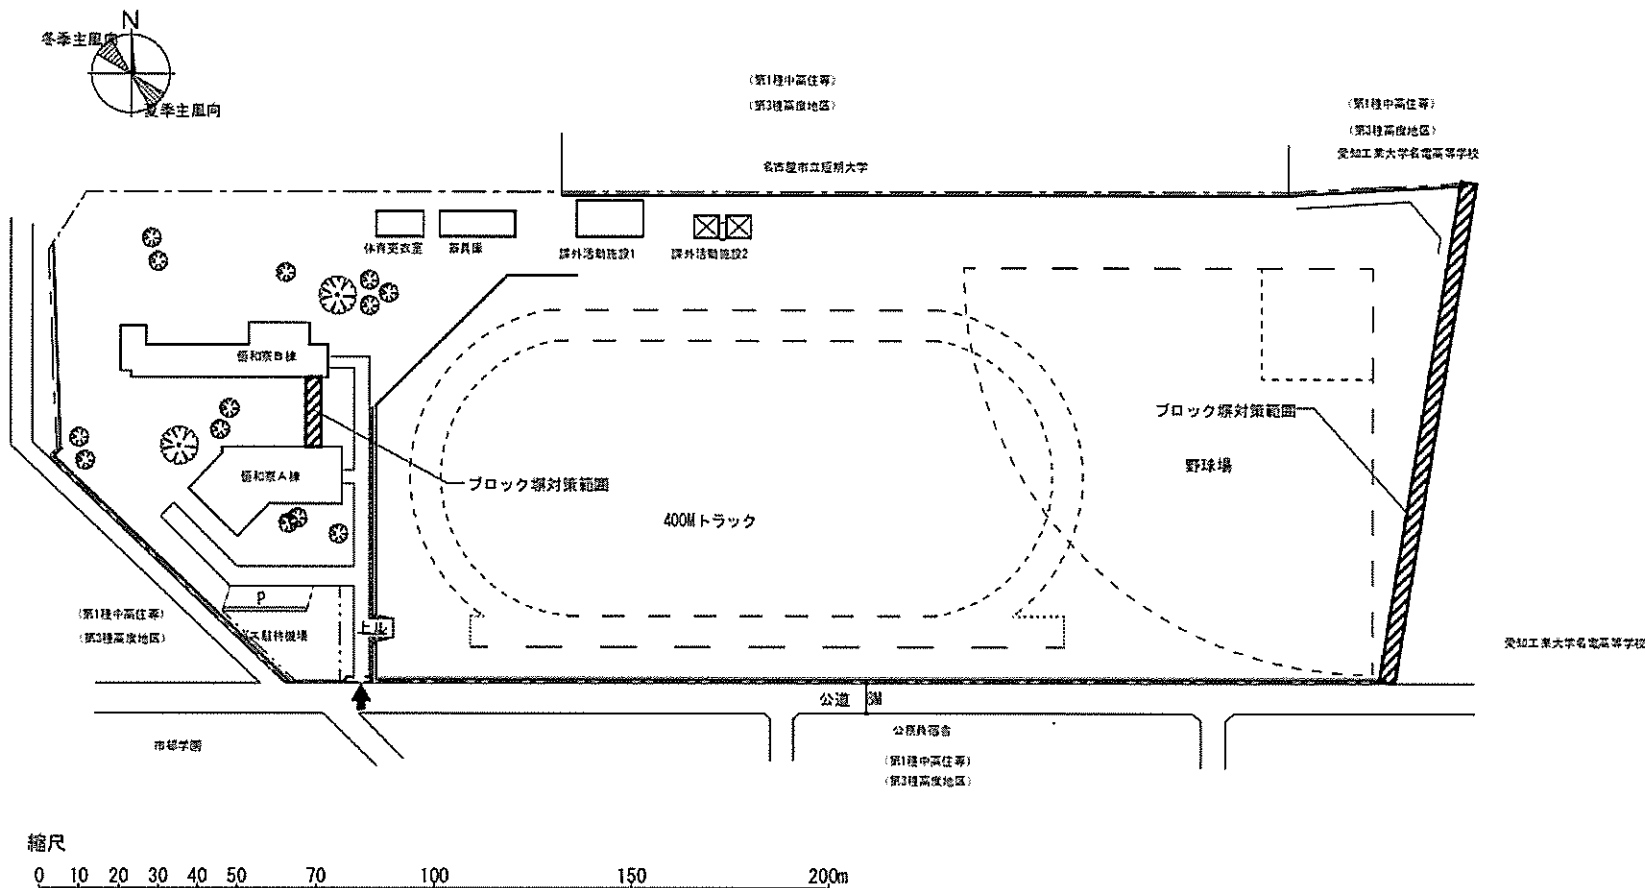 N
冬季主風向
夏季主風向
(第1種中高住専)
(第3種高度地区)
(第1種中高住専)
(第3種高度地区)
愛知工業大学名電高等学校
名古屋市立短期大学
体育更衣室
器具庫
課外活動施設1
課外活動施設2
恒和寮B棟
ブロック塀対策範囲
野球場
恒和寮A棟
ブロック塀対策範囲
400Mトラック
P
(第1種中高住専)
(第3種高度地区)
愛知工業大学名電高等学校
公道
6M
市邨学園
公務員宿舎
(第1種中高住専)
(第3種高度地区)
縮尺
0 10 20 30 40 50 70 100 150 200m